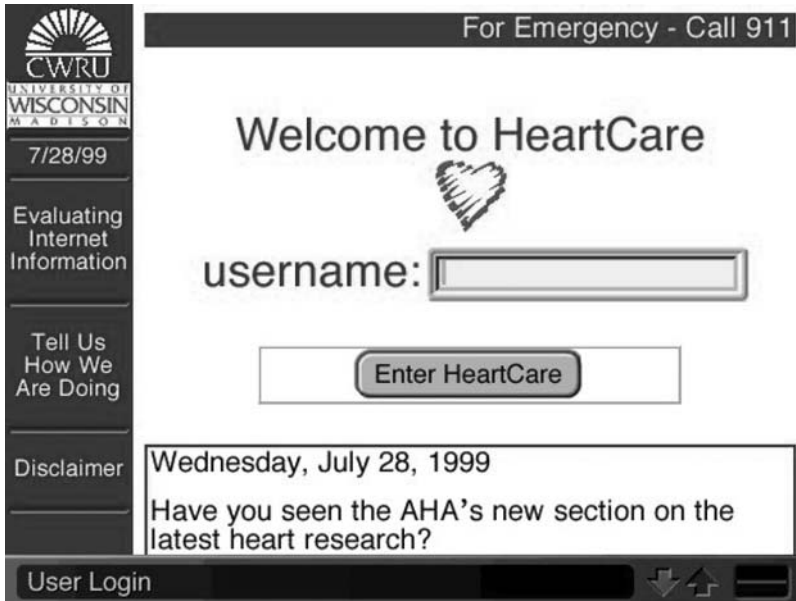 For Emergency - Call 911
CWRU
UNIVERSITY OF
WISCONSIN
MADISON
7/28/99
Evaluating
Internet
Information
Tell Us
How We
Are Doing
Disclaimer
Welcome to HeartCare
username:
Enter HeartCare
Wednesday, July 28, 1999
Have you seen the AHA's new section on the
latest heart research?
User Login